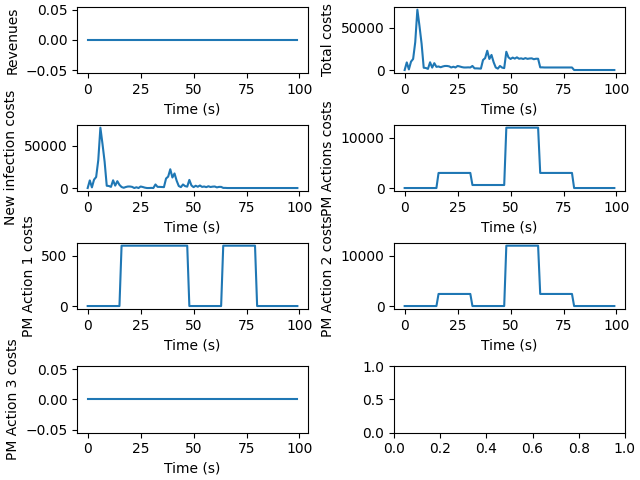 Revenues
0.05
0.00
−0.05
0 25 50 75 100
Time (s)
Total costs
50000
0
0 25 50 75 100
Time (s)
New infection costs
50000
0
0 25 50 75 100
Time (s)
PM Actions costs
10000
0
0 25 50 75 100
Time (s)
PM Action 1 costs
500
0
0 25 50 75 100
Time (s)
PM Action 2 costs
10000
0
0 25 50 75 100
Time (s)
PM Action 3 costs
0.05
0.00
−0.05
0 25 50 75 100
Time (s)
1.0
0.5
0.0
0.0 0.2 0.4 0.6 0.8 1.0